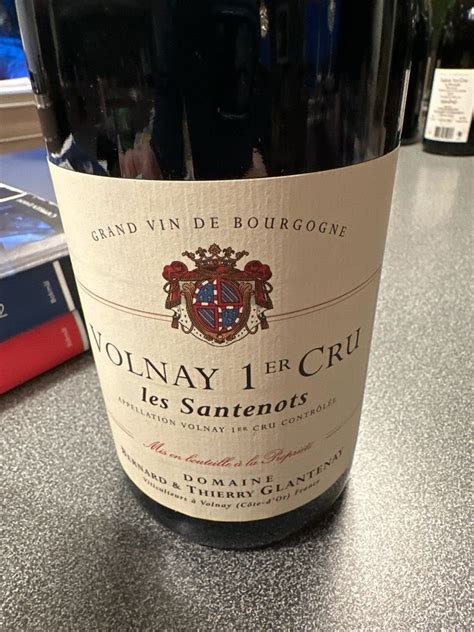 GRAND VIN DE BOURGOGNE
VOLNAY 1ER CRU
les Santenots
APPELLATION VOLNAY 1ER CRU CONTRÔLÉE
Mis en bouteille à la Propriété
DOMAINE
BERNARD & THIERRY GLANTENAY
Viticulteurs à Volnay (Côte-d'Or) France